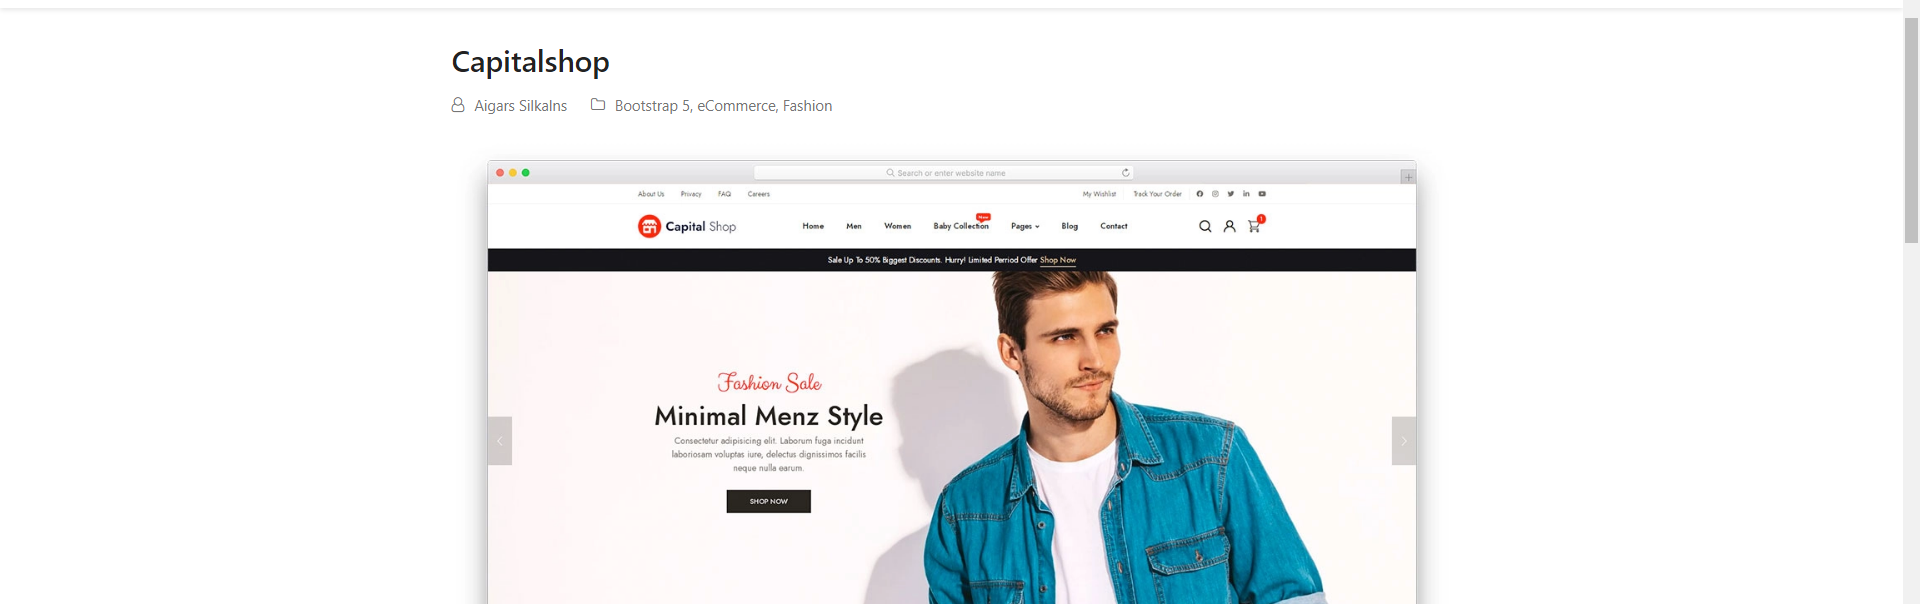 Capitalshop
Aigars Silkalns Bootstrap 5, eCommerce, Fashion
Search or enter website name
About Us Privacy FAQ Careers My Wishlist Track Your Order
Capital Shop Home Men Women Baby Collection New Pages Blog Contact 1
Sale Up To 50% Biggest Discounts. Hurry! Limited Perriod Offer Shop Now
Fashion Sale
Minimal Menz Style
Consectetur adipisicing elit. Laborum fuga incidunt
laboriosam voluptas iure, delectus dignissimos facilis
neque nulla earum.
SHOP NOW